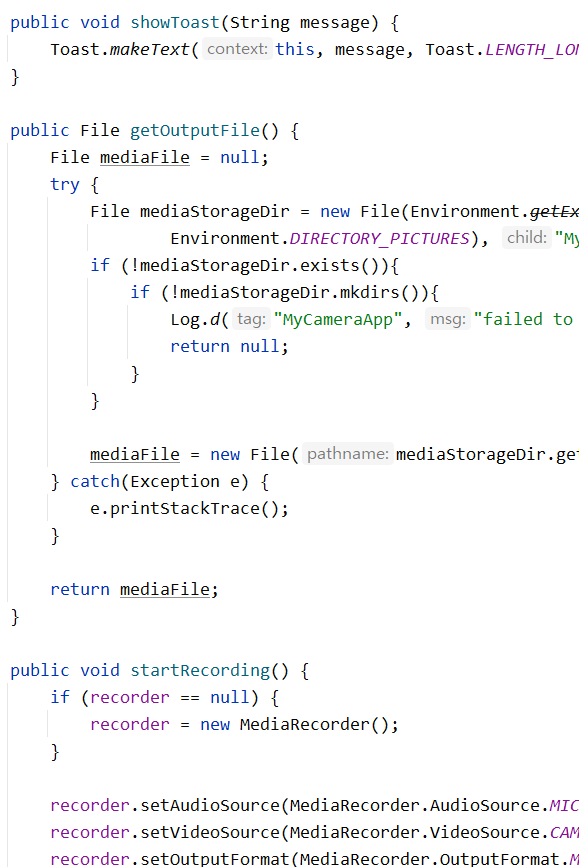 public void showToast(String message) {
Toast.makeText( context: this, message, Toast.LENGTH_LON
}
public File getOutputFile() {
File mediaFile = null;
try {
File mediaStorageDir = new File(Environment.getEx
Environment.DIRECTORY_PICTURES), child: "My
if (!mediaStorageDir.exists()){
if (!mediaStorageDir.mkdirs()){
Log.d( tag: "MyCameraApp", msg: "failed to
return null;
}
}
mediaFile = new File( pathname: mediaStorageDir.get
} catch(Exception e) {
e.printStackTrace();
}
return mediaFile;
}
public void startRecording() {
if (recorder == null) {
recorder = new MediaRecorder();
}
recorder.setAudioSource(MediaRecorder.AudioSource.MIC
recorder.setVideoSource(MediaRecorder.VideoSource.CAM
recorder.setOutputFormat(MediaRecorder.OutputFormat.M